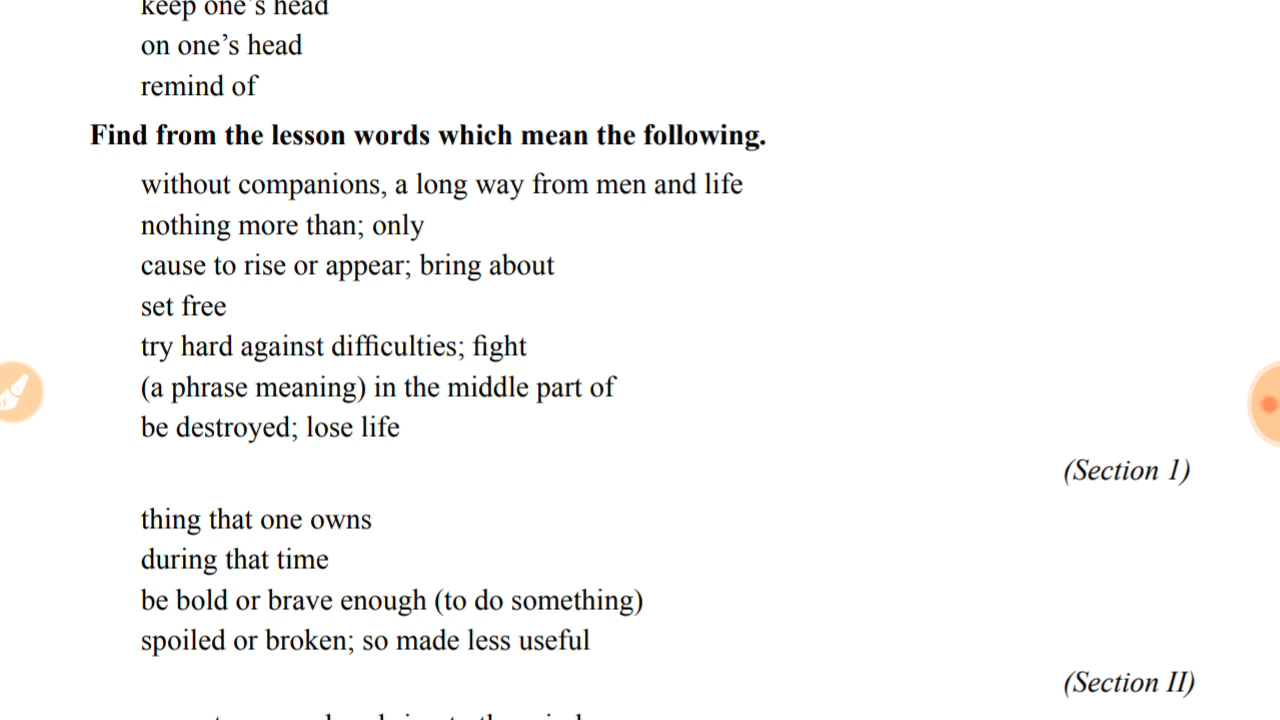 keep one's head
on one’s head
remind of
Find from the lesson words which mean the following.
without companions, a long way from men and life
nothing more than; only
cause to rise or appear; bring about
set free
try hard against difficulties; fight
(a phrase meaning) in the middle part of
be destroyed; lose life
(Section 1)
thing that one owns
during that time
be bold or brave enough (to do something)
spoiled or broken; so made less useful
(Section II)